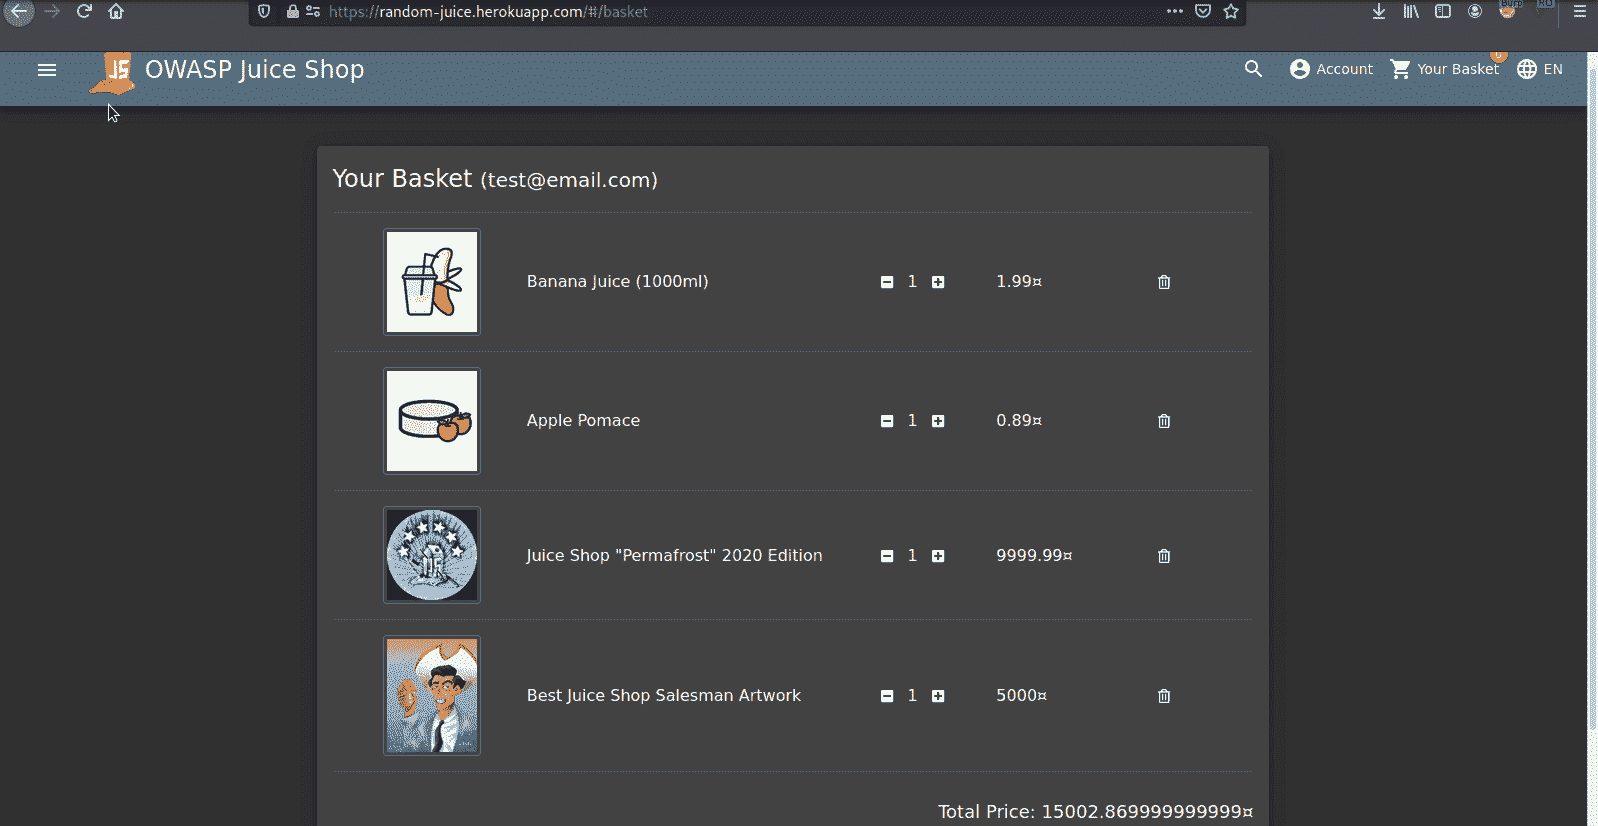 https://random-juice.herokuapp.com/#/basket
JS OWASP Juice Shop
Account
Your Basket
EN
Your Basket (test@email.com)
Banana Juice (1000ml) 1 1.99¤
Apple Pomace 1 0.89¤
Juice Shop "Permafrost" 2020 Edition 1 9999.99¤
Best Juice Shop Salesman Artwork 1 5000¤
Total Price: 15002.869999999999¤